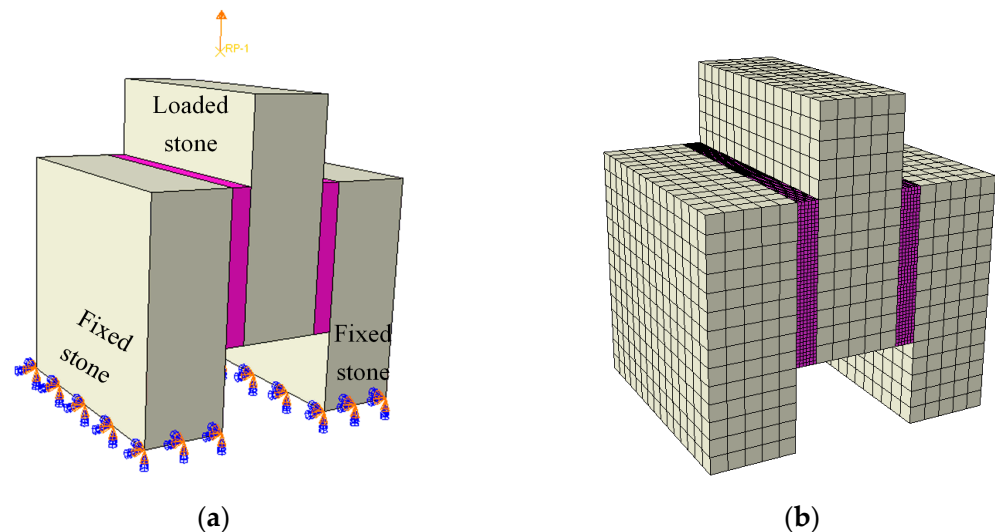 RP-1
Loaded
stone
Fixed
stone
Fixed
stone
(a)
(b)